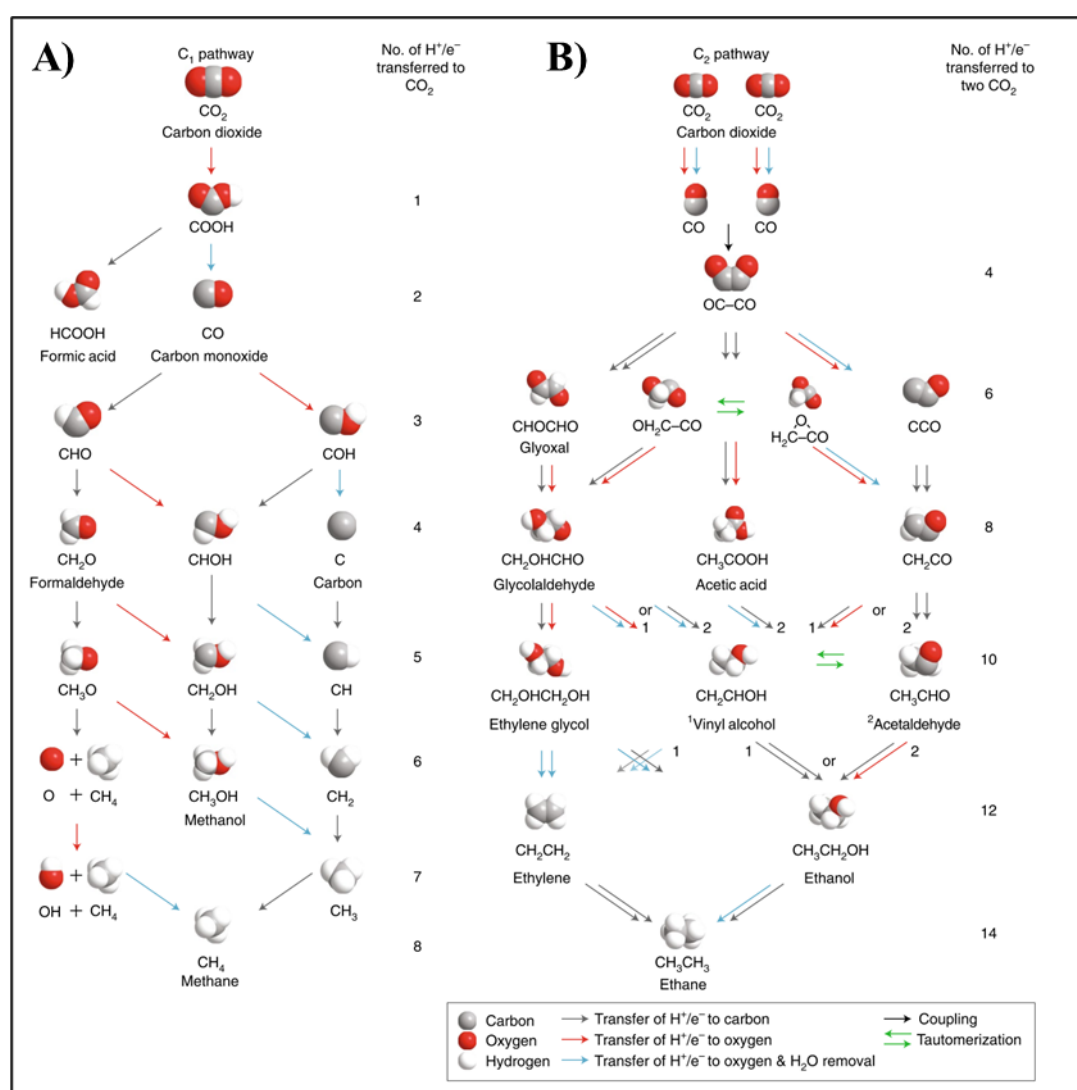 A)
C₁ pathway
No. of H⁺/e⁻
transferred to
CO₂
CO₂
Carbon dioxide
1
COOH
2
HCOOH
Formic acid
CO
Carbon monoxide
3
CHO
COH
4
CH₂O
Formaldehyde
CHOH
C
Carbon
5
CH₃O
CH₂OH
CH
6
+
O + CH₄
CH₃OH
Methanol
CH₂
7
+
OH + CH₄
CH₃
8
CH₄
Methane
B)
C₂ pathway
No. of H⁺/e⁻
transferred to
two CO₂
CO₂
CO₂
Carbon dioxide
CO
CO
4
OC–CO
6
CHOCHO
Glyoxal
OH₂C–CO
O
H₂C–CO
CCO
8
CH₂OHCHO
Glycolaldehyde
CH₃COOH
Acetic acid
CH₂CO
or
1
2
2
1
or
2
10
CH₂OHCH₂OH
Ethylene glycol
CH₂CHOH
¹Vinyl alcohol
CH₃CHO
²Acetaldehyde
1
1
or
2
12
CH₂CH₂
Ethylene
CH₃CH₂OH
Ethanol
14
CH₃CH₃
Ethane
Carbon
Oxygen
Hydrogen
Transfer of H⁺/e⁻ to carbon
Transfer of H⁺/e⁻ to oxygen
Transfer of H⁺/e⁻ to oxygen & H₂O removal
Coupling
Tautomerization